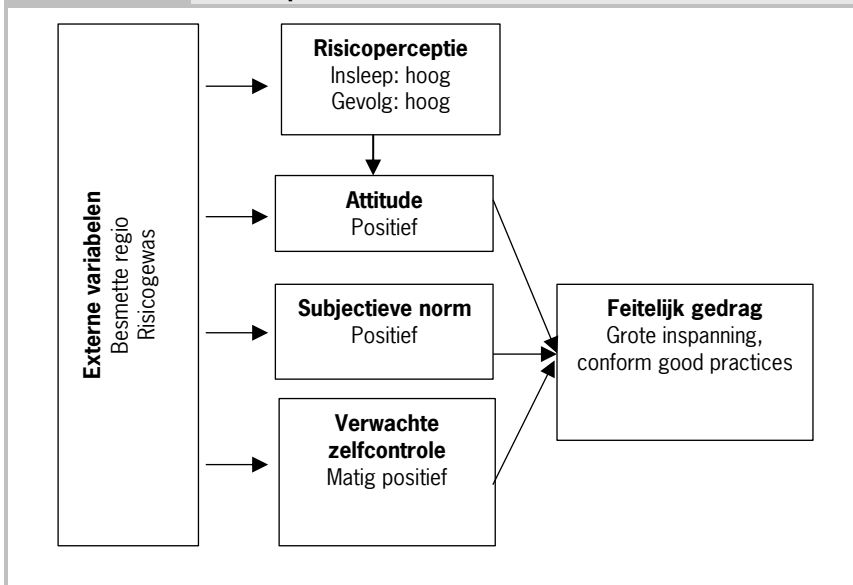 Externe variabelen
Besmette regio
Risicogewas
Risicoperceptie
Insleep: hoog
Gevolg: hoog
Attitude
Positief
Subjectieve norm
Positief
Verwachte
zelfcontrole
Matig positief
Feitelijk gedrag
Grote inspanning,
conform good practices